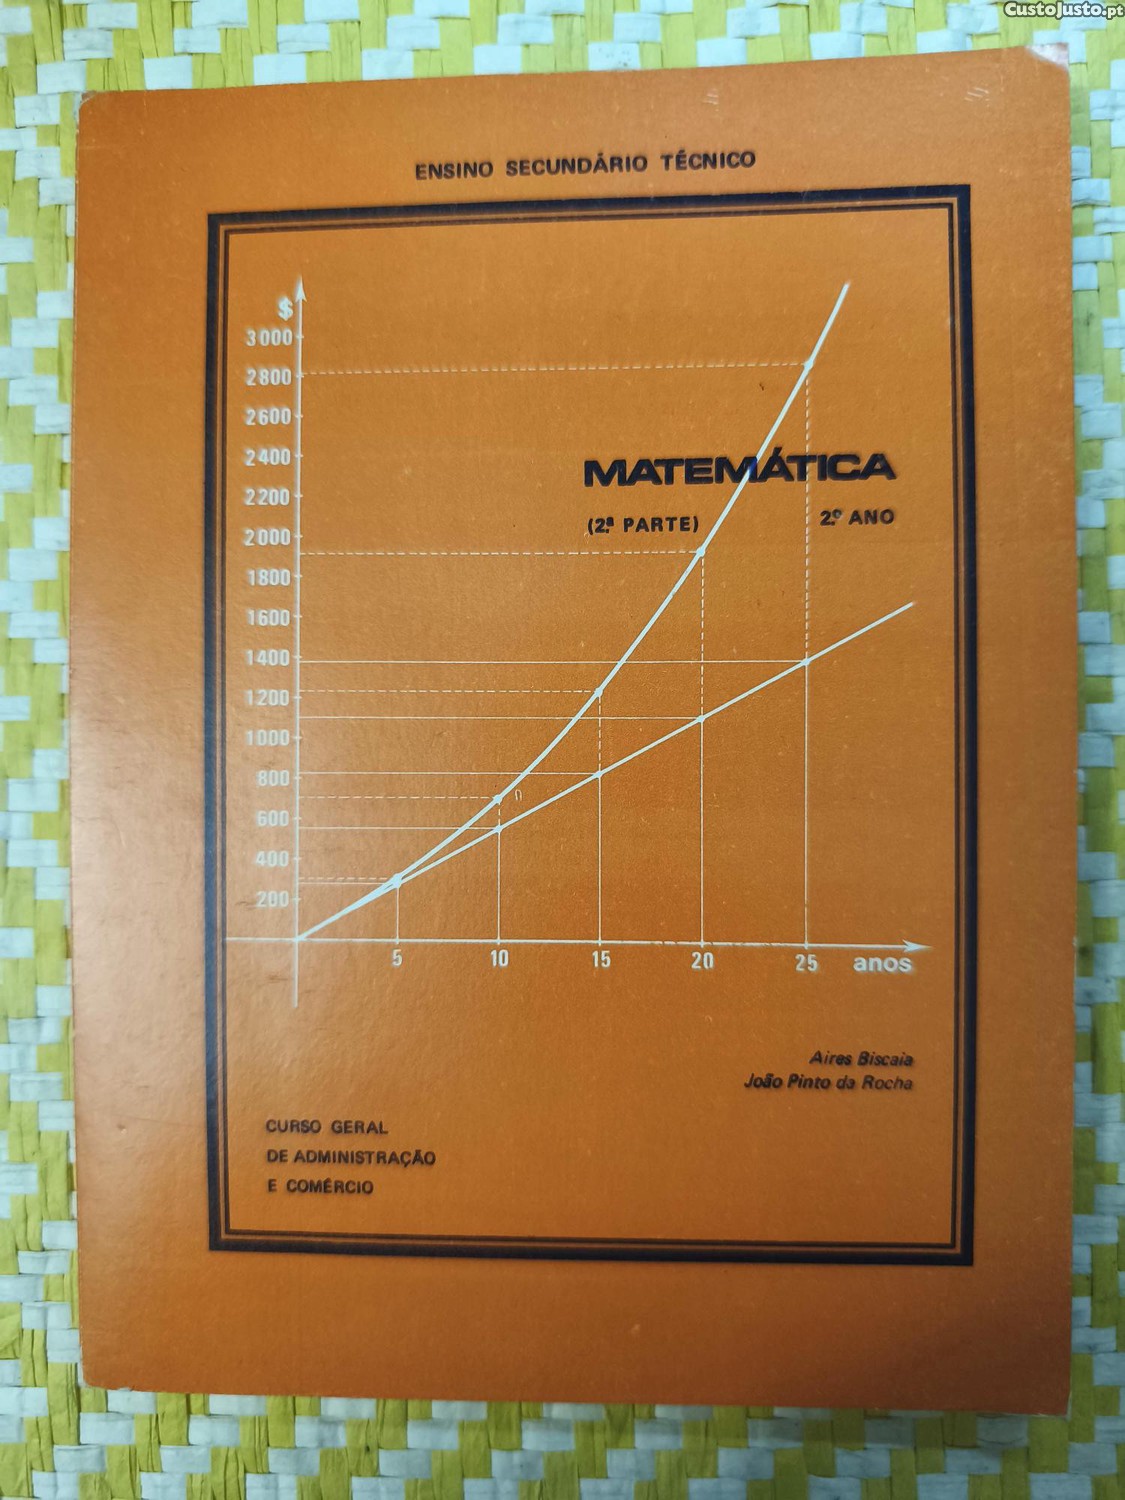 CustoJusto.pt
ENSINO SECUNDÁRIO TÉCNICO
$
3000
2800
2600
2400
2200
2000
1800
1600
1400
1200
1000
800
600
400
200
MATEMÁTICA
(2.ª PARTE) 2.º ANO
5 10 15 20 25 anos
Aires Biscaia
João Pinto da Rocha
CURSO GERAL
DE ADMINISTRAÇÃO
E COMÉRCIO